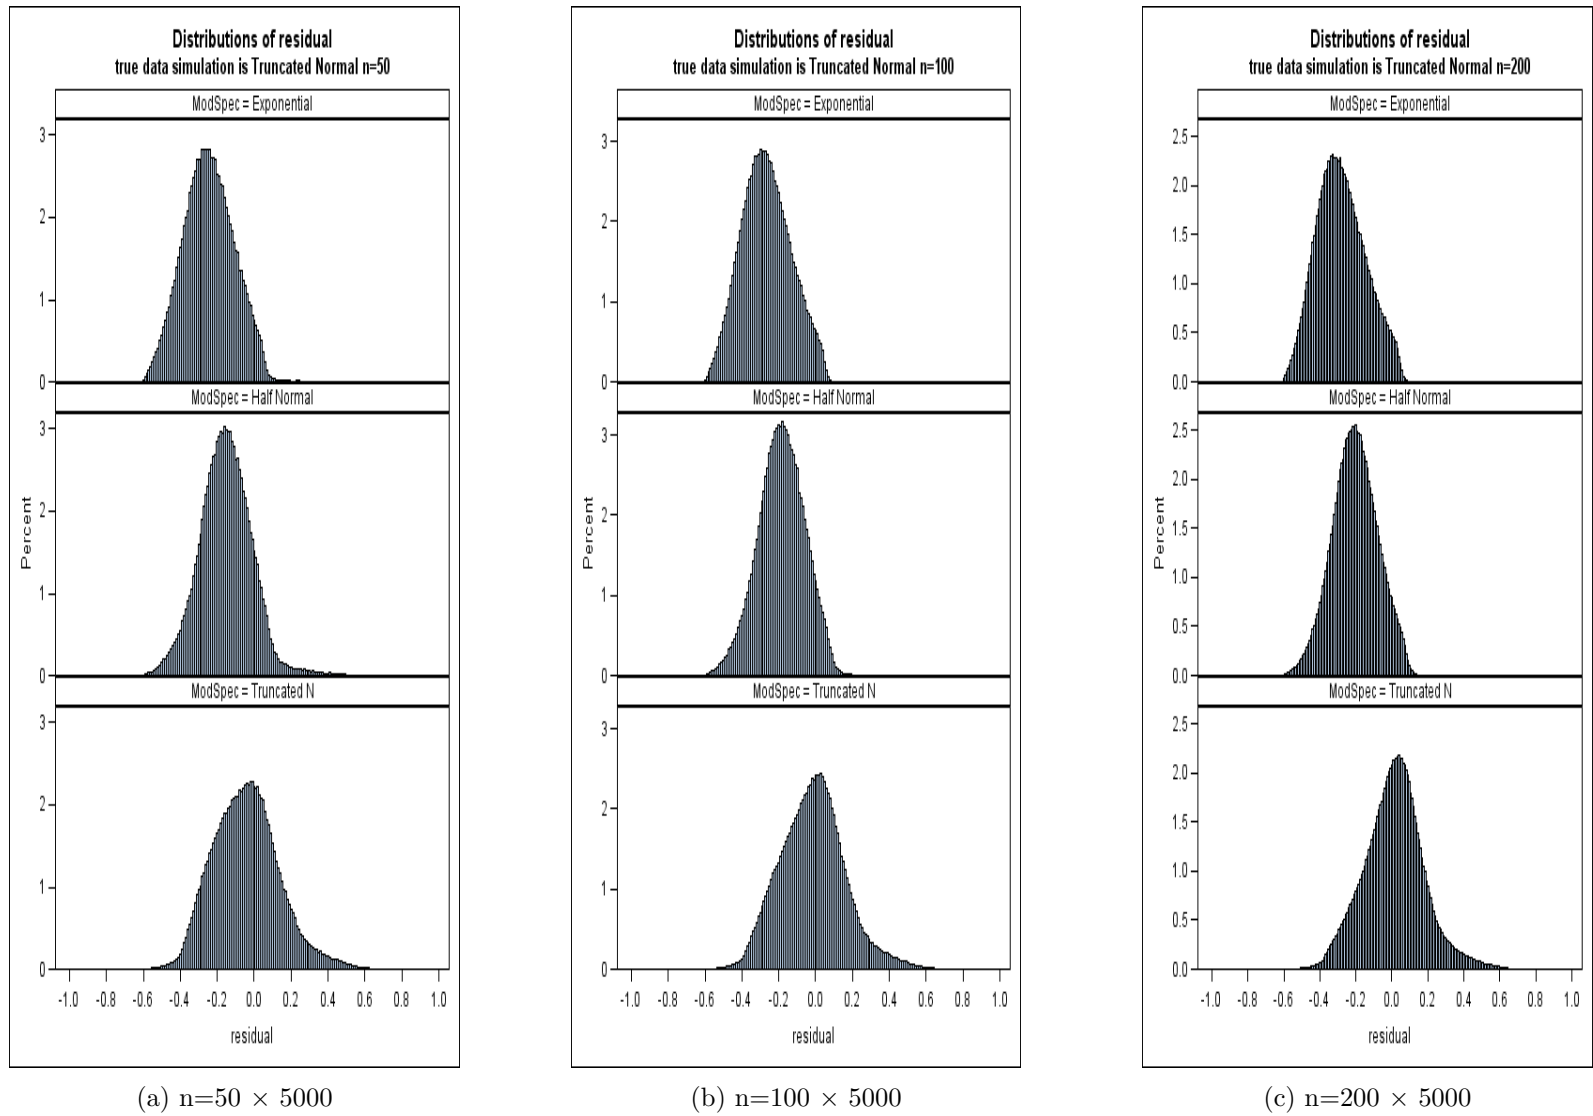 Distributions of residual
true data simulation is Truncated Normal n=50
ModSpec = Exponential
3
2
1
0
ModSpec = Half Normal
3
2
1
0
ModSpec = Truncated N
3
2
1
0
Percent
-1.0 -0.8 -0.6 -0.4 -0.2 0.0 0.2 0.4 0.6 0.8 1.0
residual
(a) n=50 × 5000
Distributions of residual
true data simulation is Truncated Normal n=100
ModSpec = Exponential
3
2
1
0
ModSpec = Half Normal
3
2
1
0
ModSpec = Truncated N
3
2
1
0
Percent
-1.0 -0.8 -0.6 -0.4 -0.2 0.0 0.2 0.4 0.6 0.8 1.0
residual
(b) n=100 × 5000
Distributions of residual
true data simulation is Truncated Normal n=200
ModSpec = Exponential
2.5
2.0
1.5
1.0
0.5
0.0
ModSpec = Half Normal
2.5
2.0
1.5
1.0
0.5
0.0
ModSpec = Truncated N
2.5
2.0
1.5
1.0
0.5
0.0
Percent
-1.0 -0.8 -0.6 -0.4 -0.2 0.0 0.2 0.4 0.6 0.8 1.0
residual
(c) n=200 × 5000